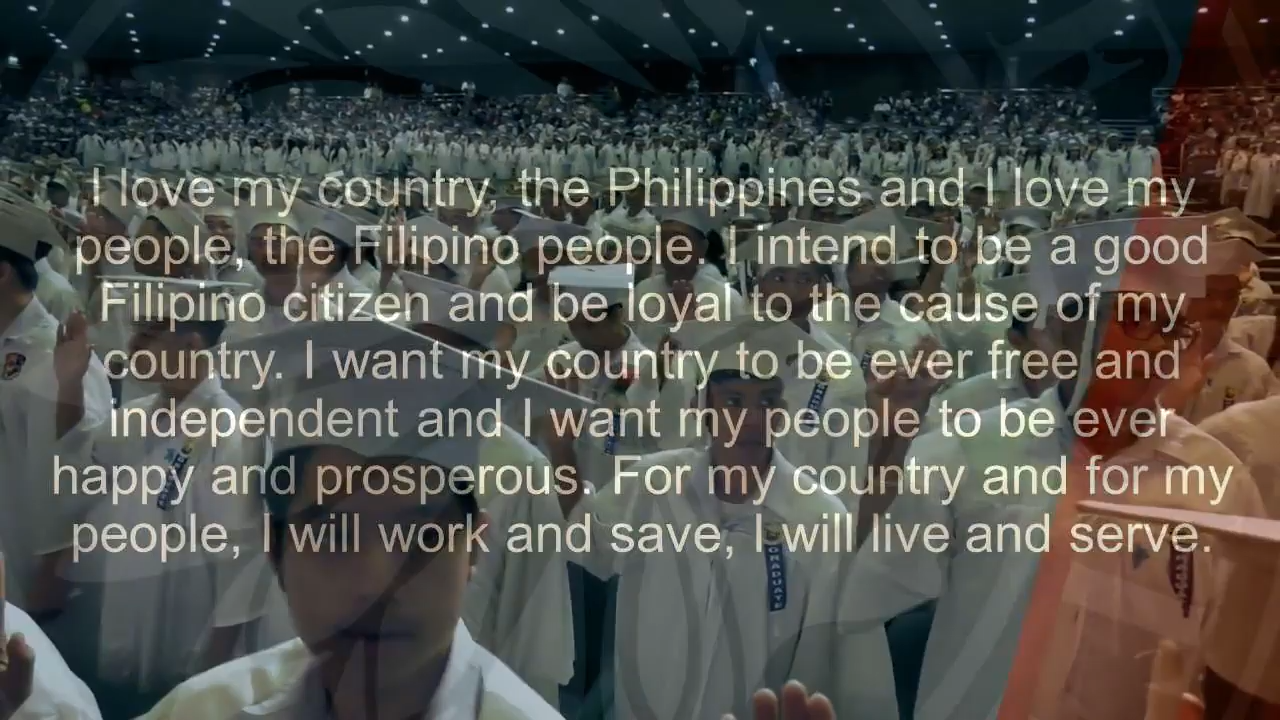 I love my country, the Philippines and I love my
people, the Filipino people. I intend to be a good
Filipino citizen and be loyal to the cause of my
country. I want my country to be ever free and
independent and I want my people to be ever
happy and prosperous. For my country and for my
people, I will work and save, I will live and serve.
GRADUATE